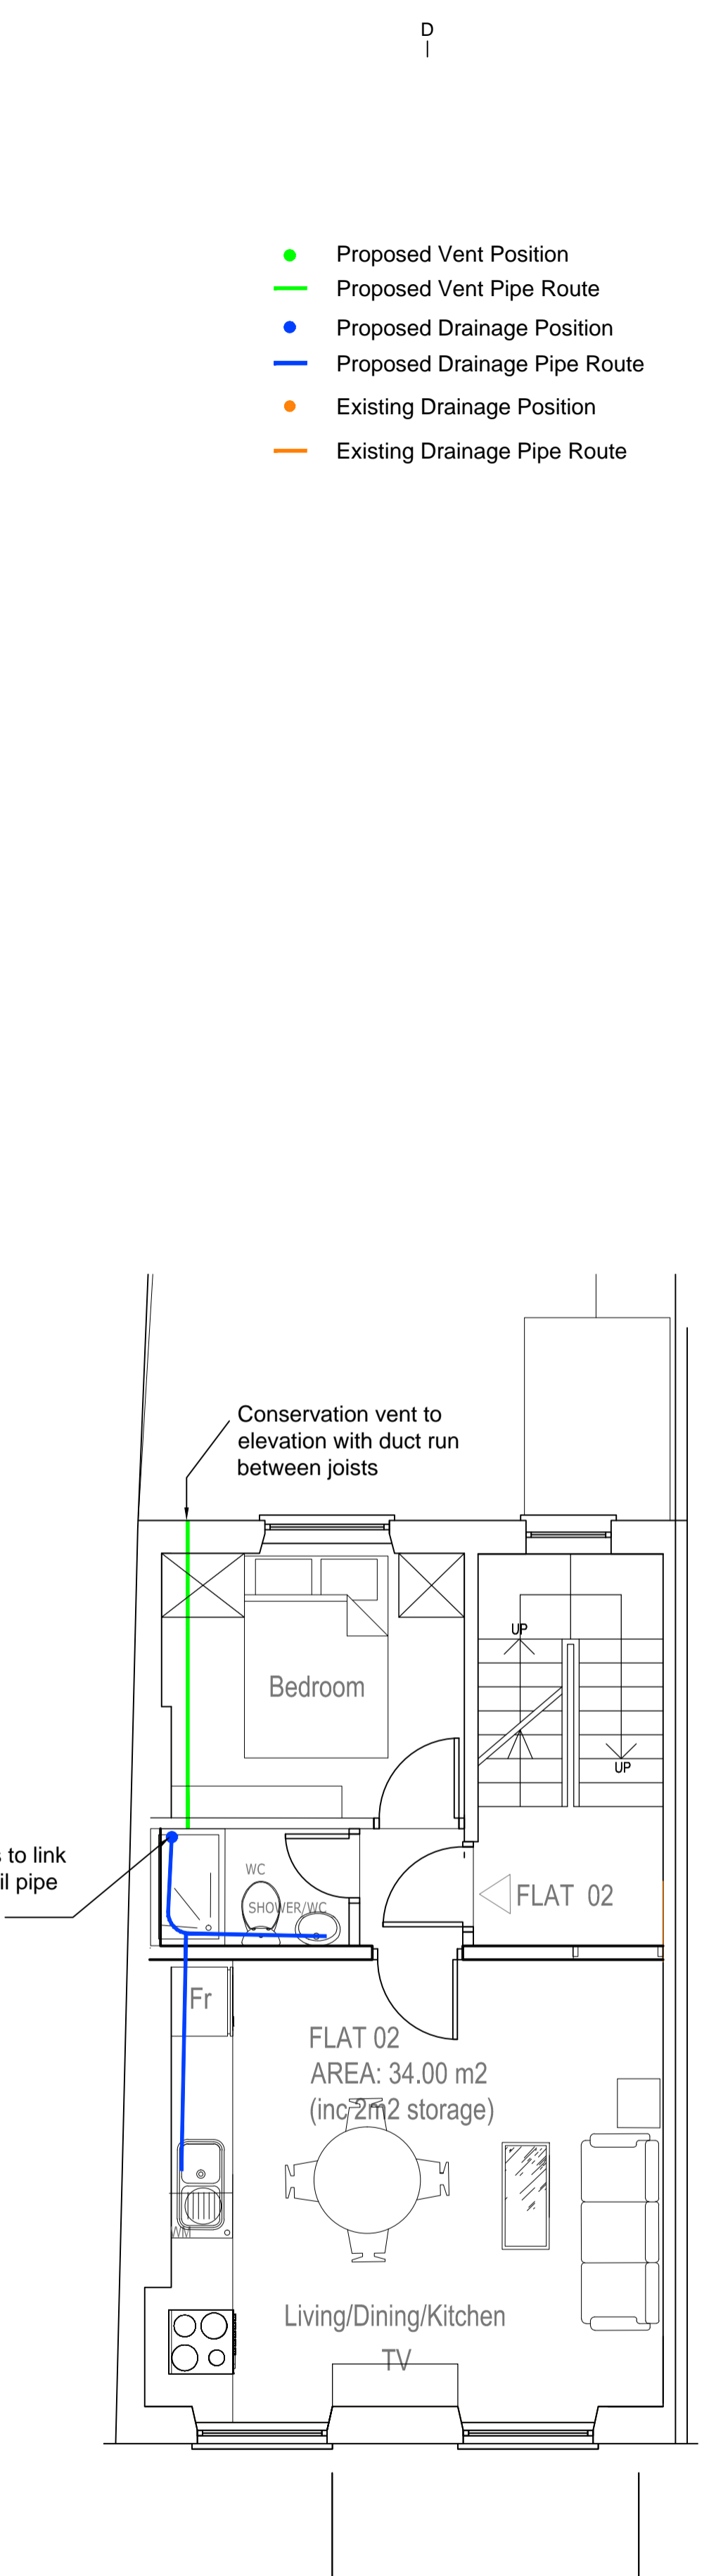 D
Proposed Vent Position
Proposed Vent Pipe Route
Proposed Drainage Position
Proposed Drainage Pipe Route
Existing Drainage Position
Existing Drainage Pipe Route
Conservation vent to
elevation with duct run
between joists
UP
Bedroom
UP
to link
pipe
WC
SHOWER/WC
FLAT 02
Fr
FLAT 02
AREA: 34.00 m2
(inc 2m2 storage)
WM
Living/Dining/Kitchen
TV